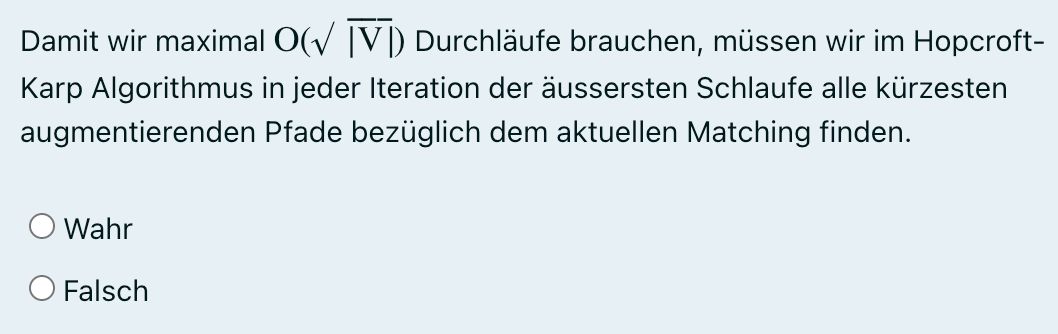 Damit wir maximal O(√|V|) Durchläufe brauchen, müssen wir im Hopcroft-
Karp Algorithmus in jeder Iteration der äussersten Schlaufe alle kürzesten
augmentierenden Pfade bezüglich dem aktuellen Matching finden.
Wahr
Falsch